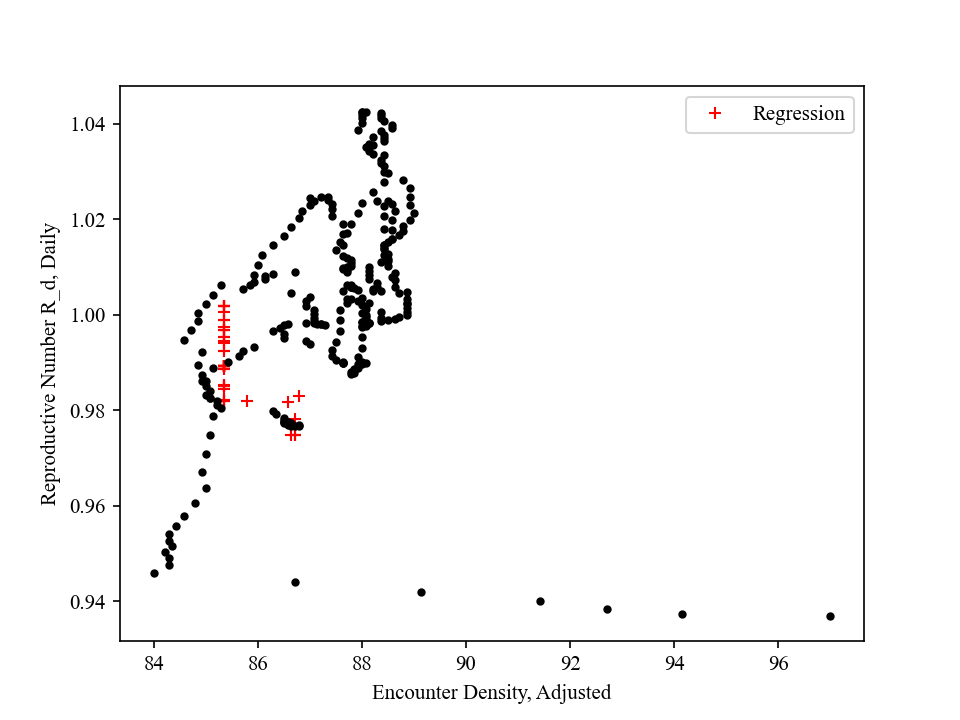 Regression
1.04
1.02
1.00
0.98
0.96
0.94
Reproductive Number R_d, Daily
84 86 88 90 92 94 96
Encounter Density, Adjusted